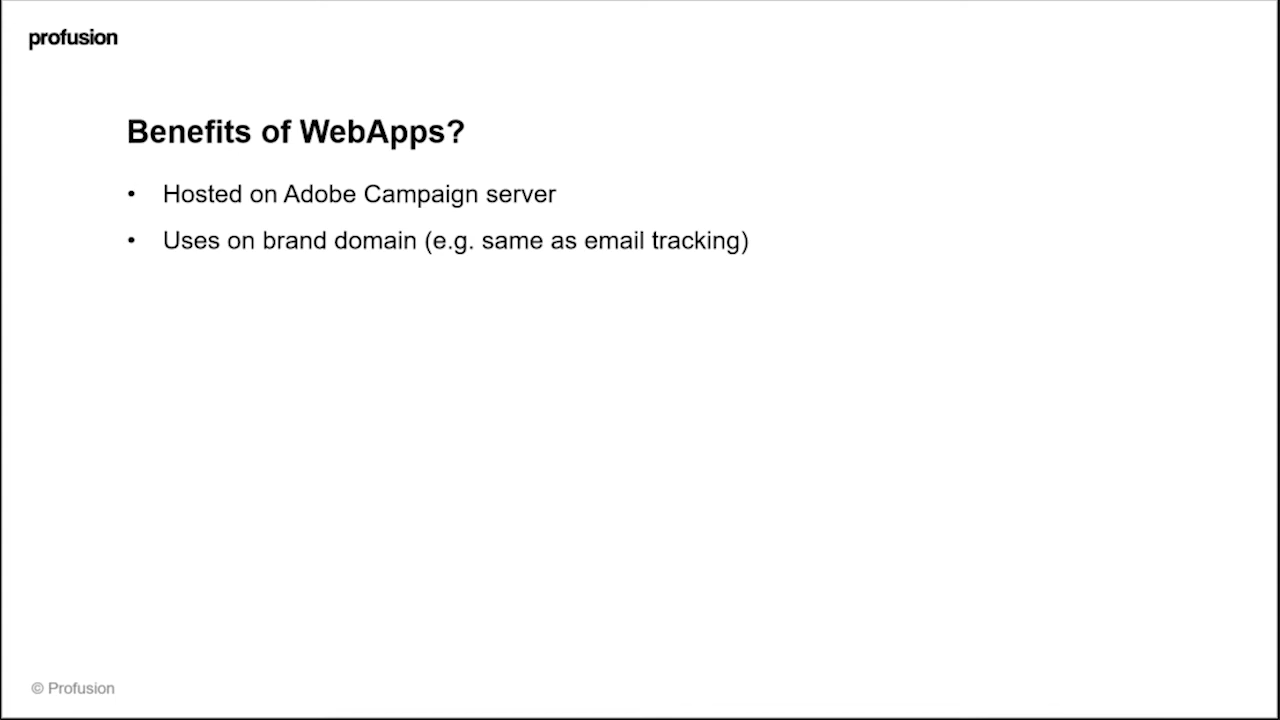 profusion
Benefits of WebApps?
• Hosted on Adobe Campaign server
• Uses on brand domain (e.g. same as email tracking)
© Profusion